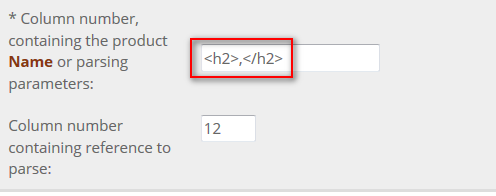 * Column number,
containing the product
Name or parsing
parameters:
<h2>,</h2>
Column number
containing reference to
parse:
12